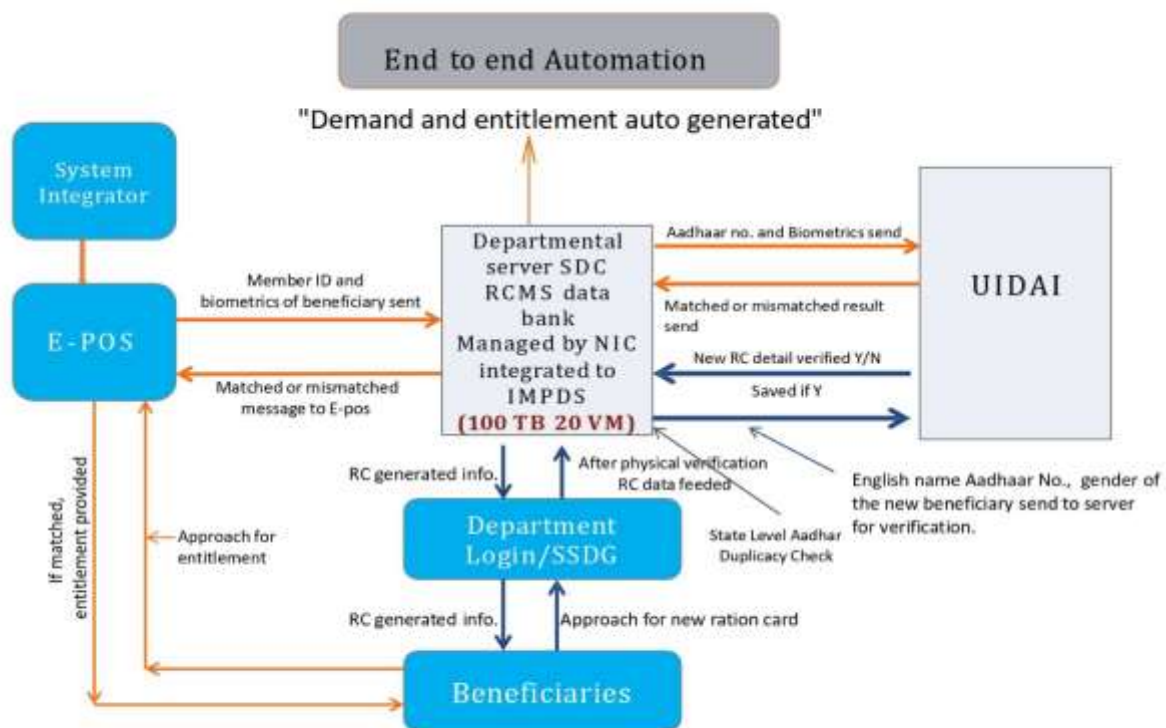 End to end Automation
"Demand and entitlement auto generated"
System
Integrator
E-POS
Member ID and
biometrics of beneficiary sent
Matched or mismatched
message to E-pos
Departmental
server SDC
RCMS data
bank
Managed by NIC
integrated to
IMPDS
(100 TB 20 VM)
Aadhaar no. and Biometrics send
Matched or mismatched result
send
New RC detail verified Y/N
Saved if Y
UIDAI
English name Aadhaar No., gender of
the new beneficiary send to server
for verification.
RC generated info.
After physical verification
RC data feeded
State Level Aadhar
Duplicacy Check
Department
Login/SSDG
If matched,
entitlement provided
Approach for
entitlement
RC generated info.
Approach for new ration card
Beneficiaries